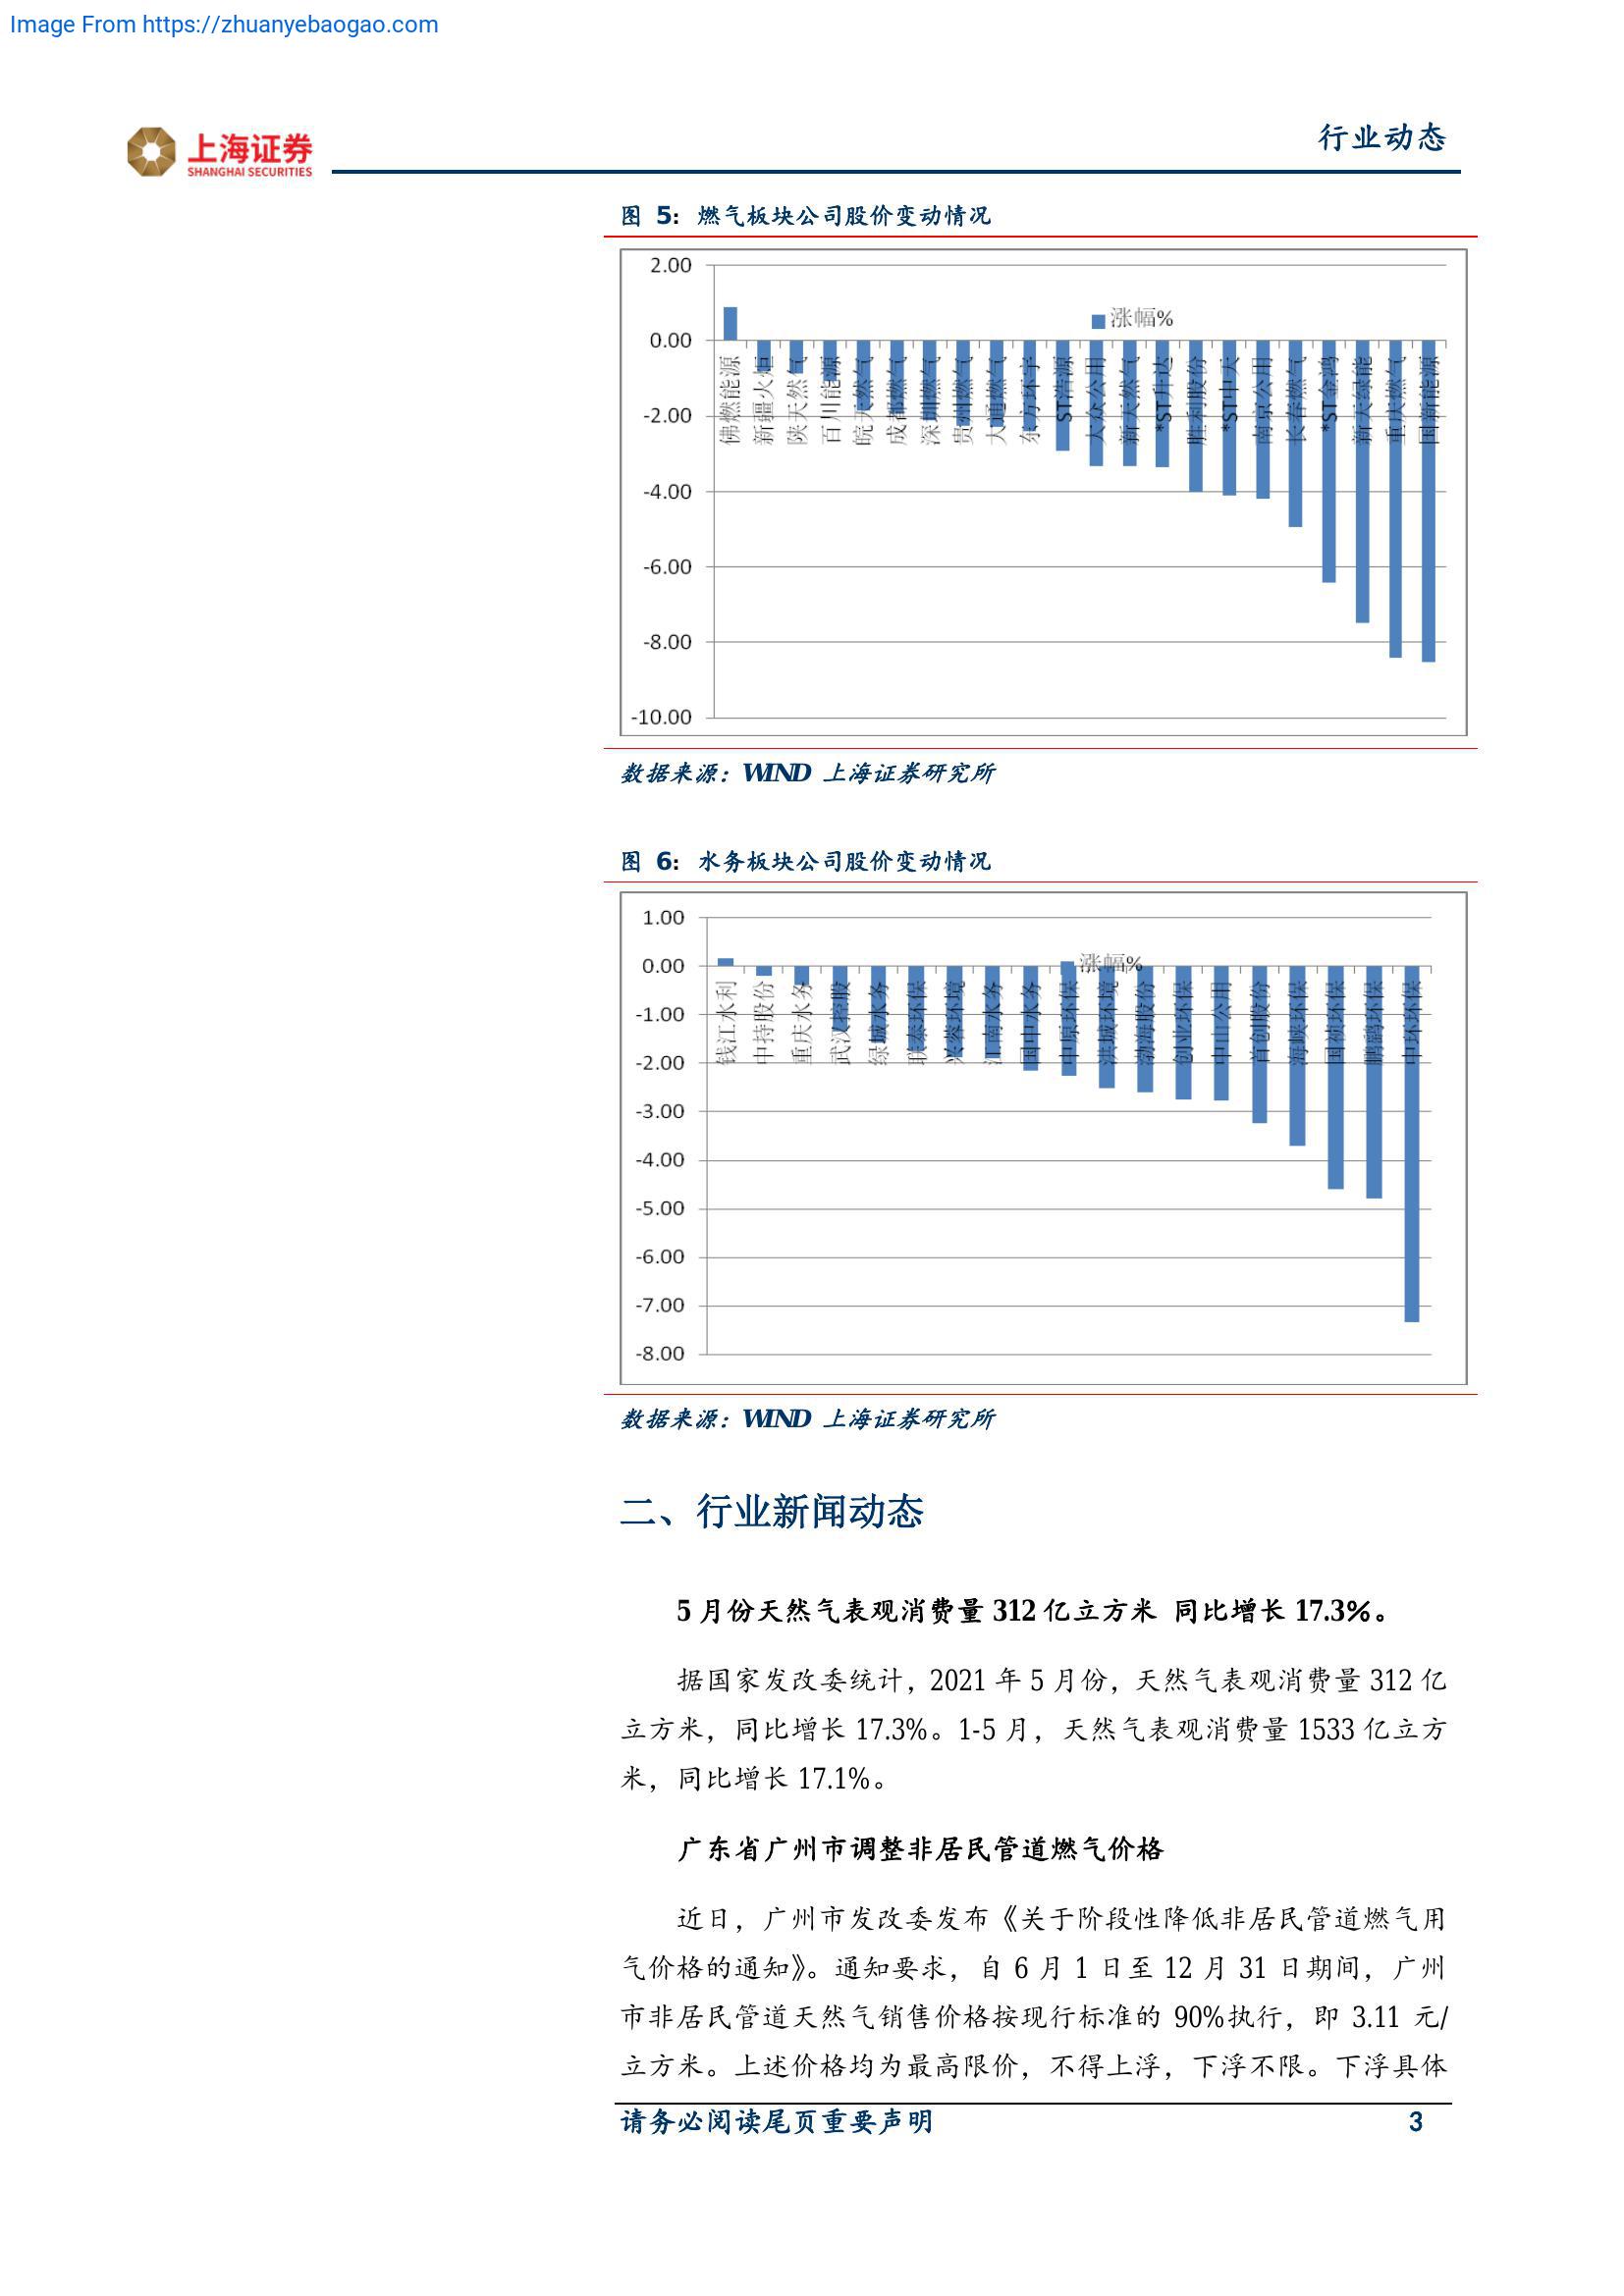 Image From https://zhuanyebaogao.com
上海证券
SHANGHAI SECURITIES
行业动态
图 5：燃气板块公司股价变动情况
2.00
涨幅%
0.00
-2.00
-4.00
-6.00
-8.00
-10.00
佛燃能源
新疆火炬
陕天然气
百川能源
皖天然气
成都燃气
深圳燃气
贵州燃气
大通燃气
东方环宇
ST浩源
大众公用
新天然气
*ST升达
胜利股份
*ST中天
南京公用
长春燃气
*ST金鸿
新天绿能
重庆燃气
国新能源
数据来源：WIND 上海证券研究所
图 6：水务板块公司股价变动情况
1.00
涨幅%
0.00
-1.00
-2.00
-3.00
-4.00
-5.00
-6.00
-7.00
-8.00
钱江水利
中持股份
重庆水务
武汉控股
绿城水务
联泰环保
兴蓉环境
江南水务
国中水务
中原环保
洪城环境
渤海股份
创业环保
中山公用
首创股份
海峡环保
国祯环保
鹏鹞环保
中环环保
数据来源：WIND 上海证券研究所
二、行业新闻动态
5 月份天然气表观消费量 312 亿立方米 同比增长 17.3%。
据国家发改委统计，2021 年 5 月份，天然气表观消费量 312 亿
立方米，同比增长 17.3%。1-5 月，天然气表观消费量 1533 亿立方
米，同比增长 17.1%。
广东省广州市调整非居民管道燃气价格
近日，广州市发改委发布《关于阶段性降低非居民管道燃气用
气价格的通知》。通知要求，自 6 月 1 日至 12 月 31 日期间，广州
市非居民管道天然气销售价格按现行标准的 90%执行，即 3.11 元/
立方米。上述价格均为最高限价，不得上浮，下浮不限。下浮具体
请务必阅读尾页重要声明
3